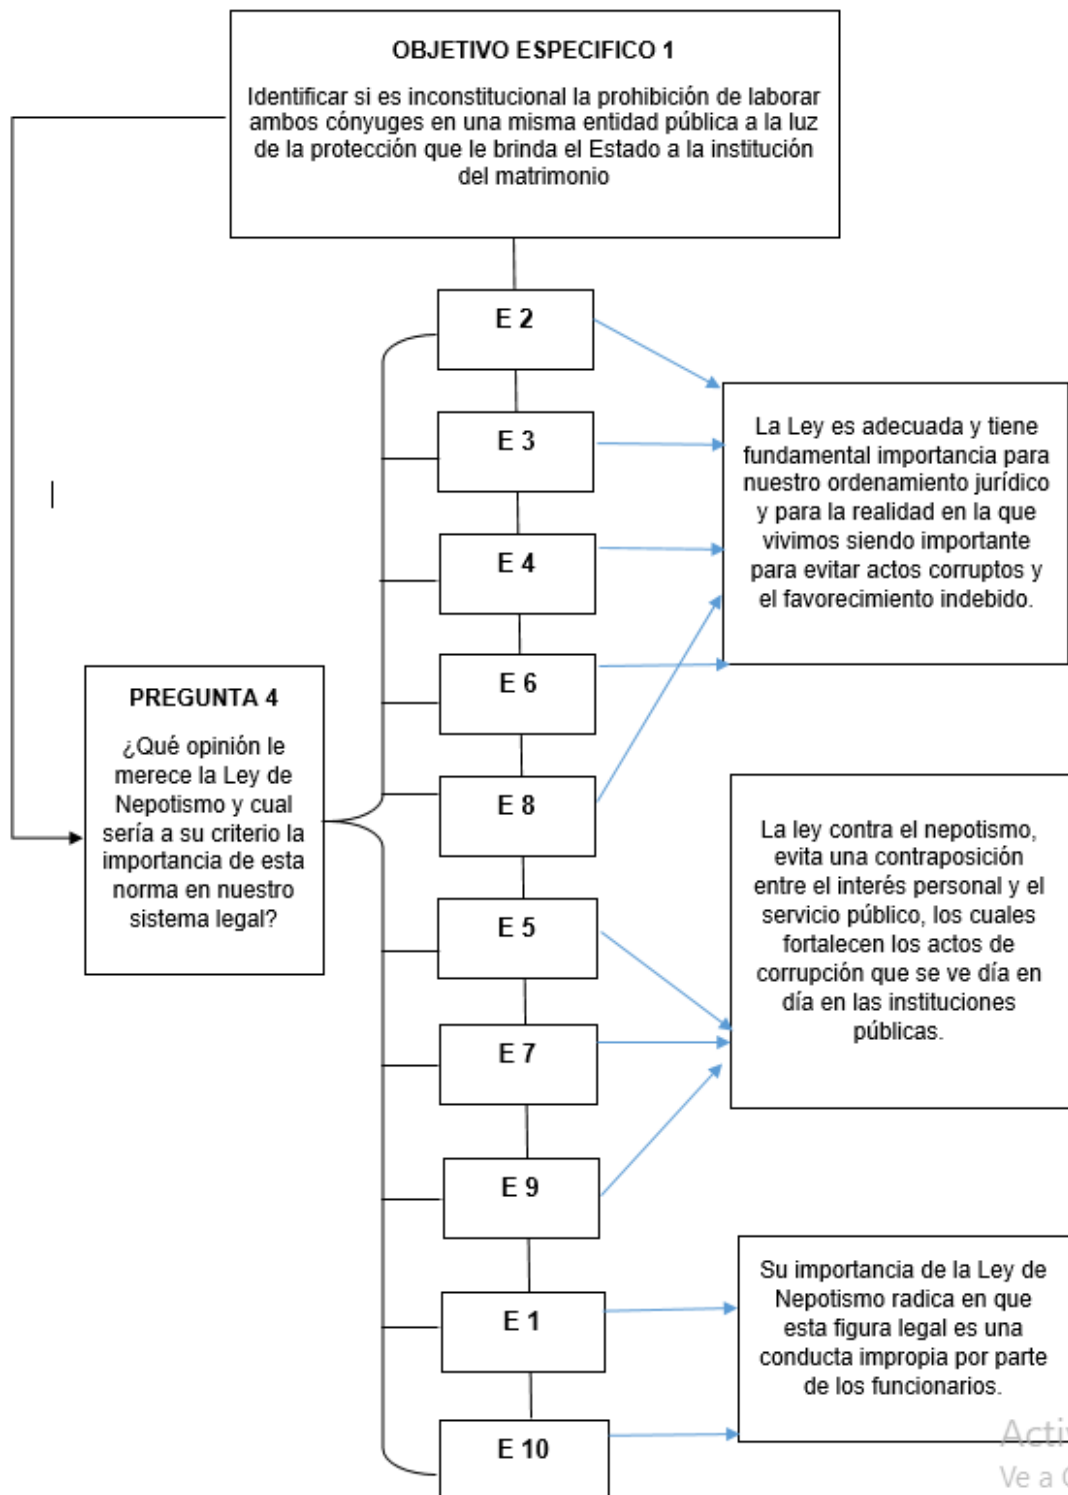 OBJETIVO ESPECIFICO 1
Identificar si es inconstitucional la prohibición de laborar
ambos cónyuges en una misma entidad pública a la luz
de la protección que le brinda el Estado a la institución
del matrimonio
E 2
E 3
E 4
E 6
E 8
E 5
E 7
E 9
E 1
E 10
PREGUNTA 4
¿Qué opinión le
merece la Ley de
Nepotismo y cual
sería a su criterio la
importancia de esta
norma en nuestro
sistema legal?
La Ley es adecuada y tiene
fundamental importancia para
nuestro ordenamiento jurídico
y para la realidad en la que
vivimos siendo importante
para evitar actos corruptos y
el favorecimiento indebido.
La ley contra el nepotismo,
evita una contraposición
entre el interés personal y el
servicio público, los cuales
fortalecen los actos de
corrupción que se ve día en
día en las instituciones
públicas.
Su importancia de la Ley de
Nepotismo radica en que
esta figura legal es una
conducta impropia por parte
de los funcionarios.
Ve a